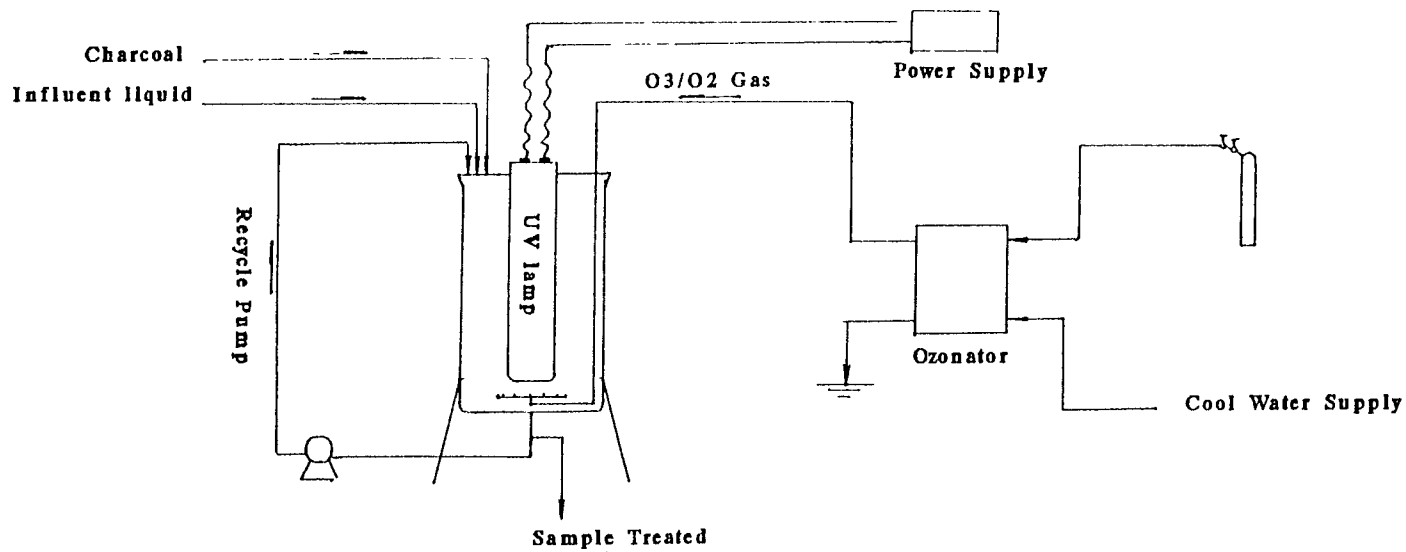 Charcoal
Influent liquid
Power Supply
O3/O2 Gas
UV lamp
Recycle Pump
Ozonator
Cool Water Supply
Sample Treated